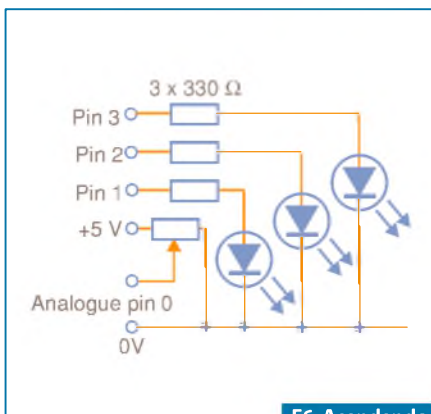 3 x 330 Ω
Pin 3
Pin 2
Pin 1
+5 V
Analogue pin 0
0V